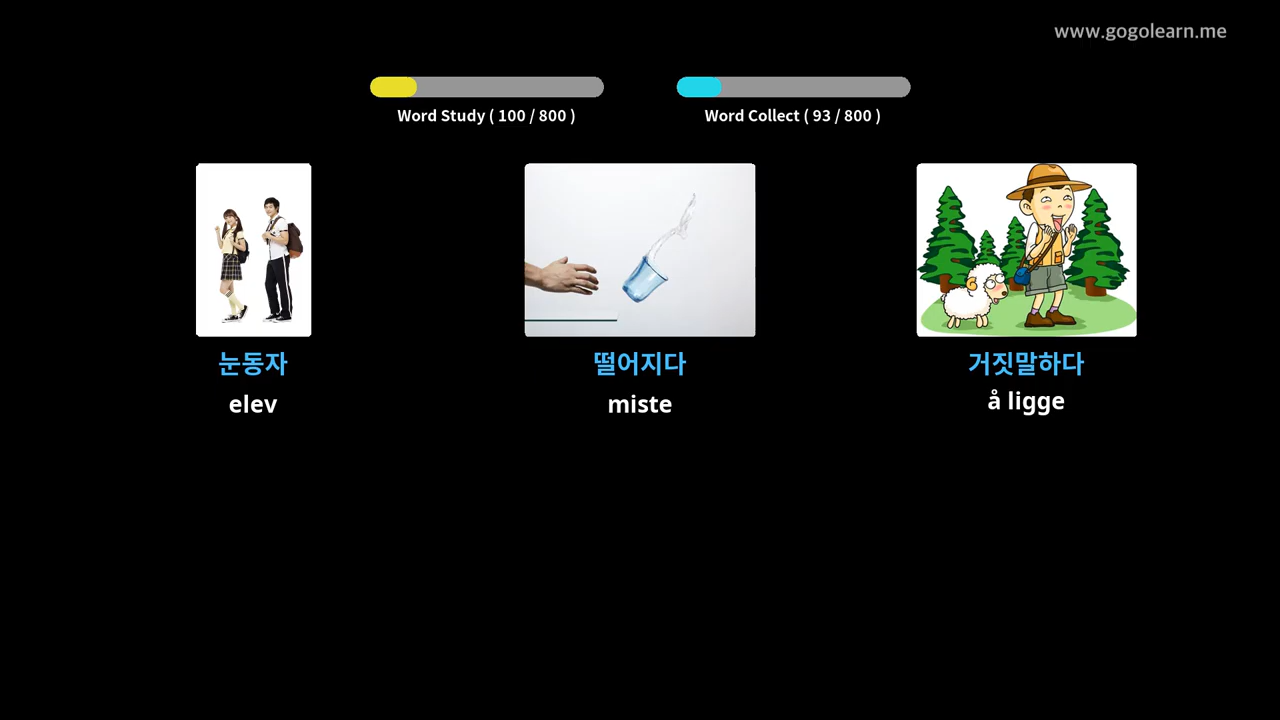 www.gogolearn.me
Word Study ( 100 / 800 )
Word Collect ( 93 / 800 )
눈동자
떨어지다
거짓말하다
elev
miste
å ligge